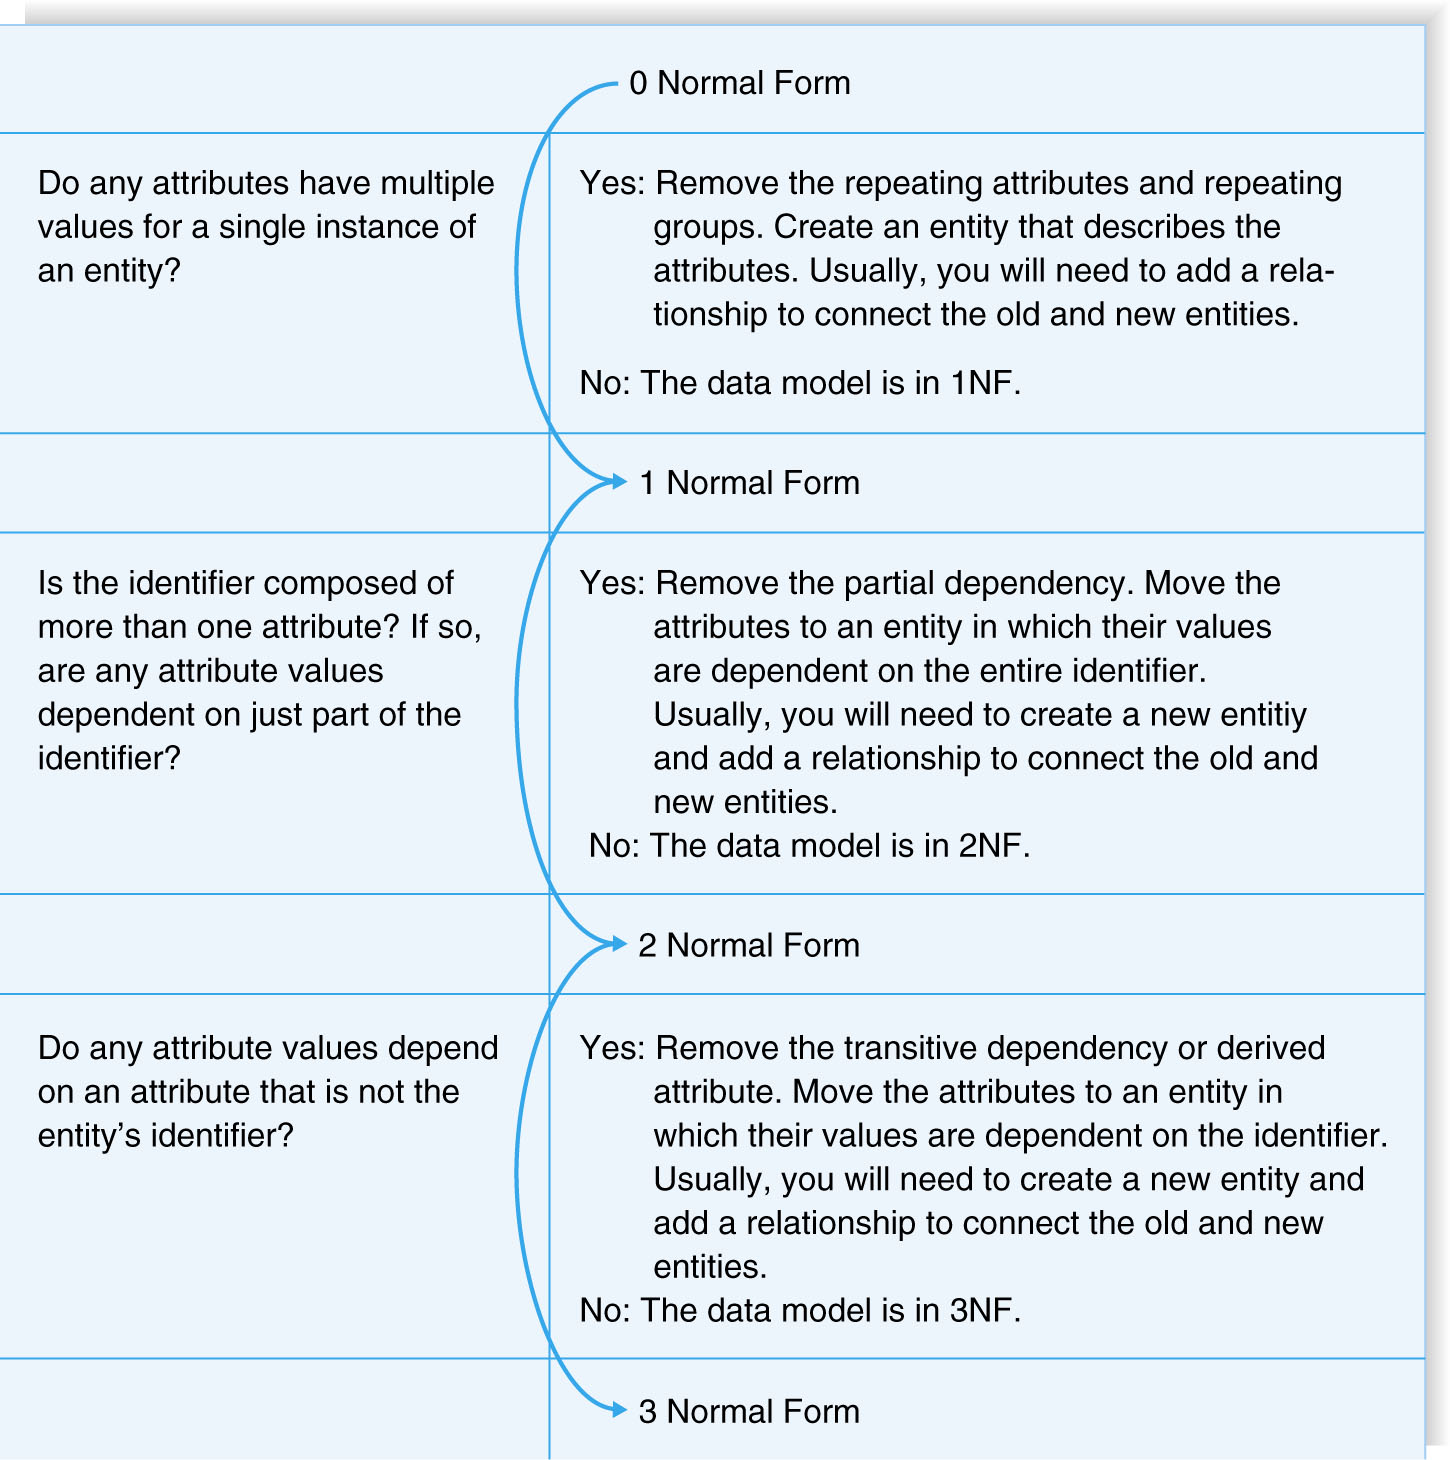 0 Normal Form
Do any attributes have multiple
values for a single instance of
an entity?
Yes: Remove the repeating attributes and repeating
groups. Create an entity that describes the
attributes. Usually, you will need to add a rela-
tionship to connect the old and new entities.
No: The data model is in 1NF.
1 Normal Form
Is the identifier composed of
more than one attribute? If so,
are any attribute values
dependent on just part of the
identifier?
Yes: Remove the partial dependency. Move the
attributes to an entity in which their values
are dependent on the entire identifier.
Usually, you will need to create a new entitiy
and add a relationship to connect the old and
new entities.
No: The data model is in 2NF.
2 Normal Form
Do any attribute values depend
on an attribute that is not the
entity’s identifier?
Yes: Remove the transitive dependency or derived
attribute. Move the attributes to an entity in
which their values are dependent on the identifier.
Usually, you will need to create a new entity and
add a relationship to connect the old and new
entities.
No: The data model is in 3NF.
3 Normal Form